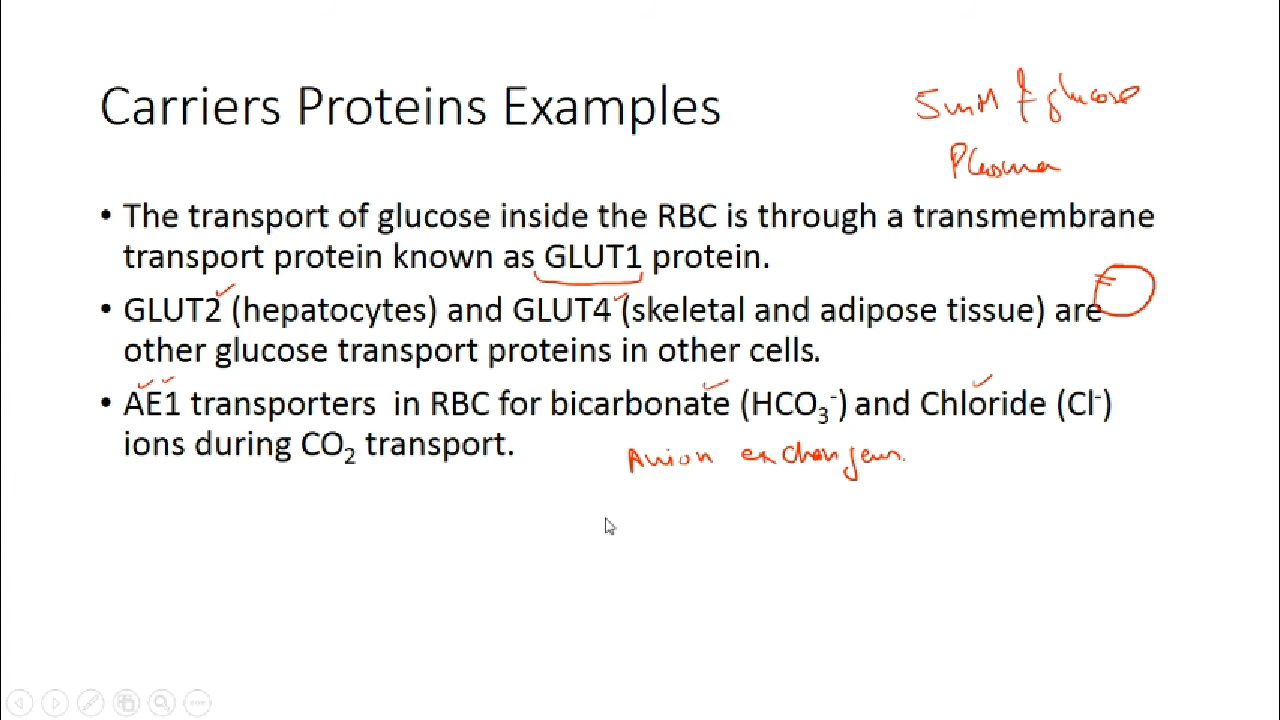 Carriers Proteins Examples
5mM of glucose
Plasma
• The transport of glucose inside the RBC is through a transmembrane
transport protein known as GLUT1 protein.
• GLUT2 (hepatocytes) and GLUT4 (skeletal and adipose tissue) are
other glucose transport proteins in other cells.
• AE1 transporters in RBC for bicarbonate (HCO₃⁻) and Chloride (Cl⁻)
ions during CO₂ transport.
Anion exchangers.